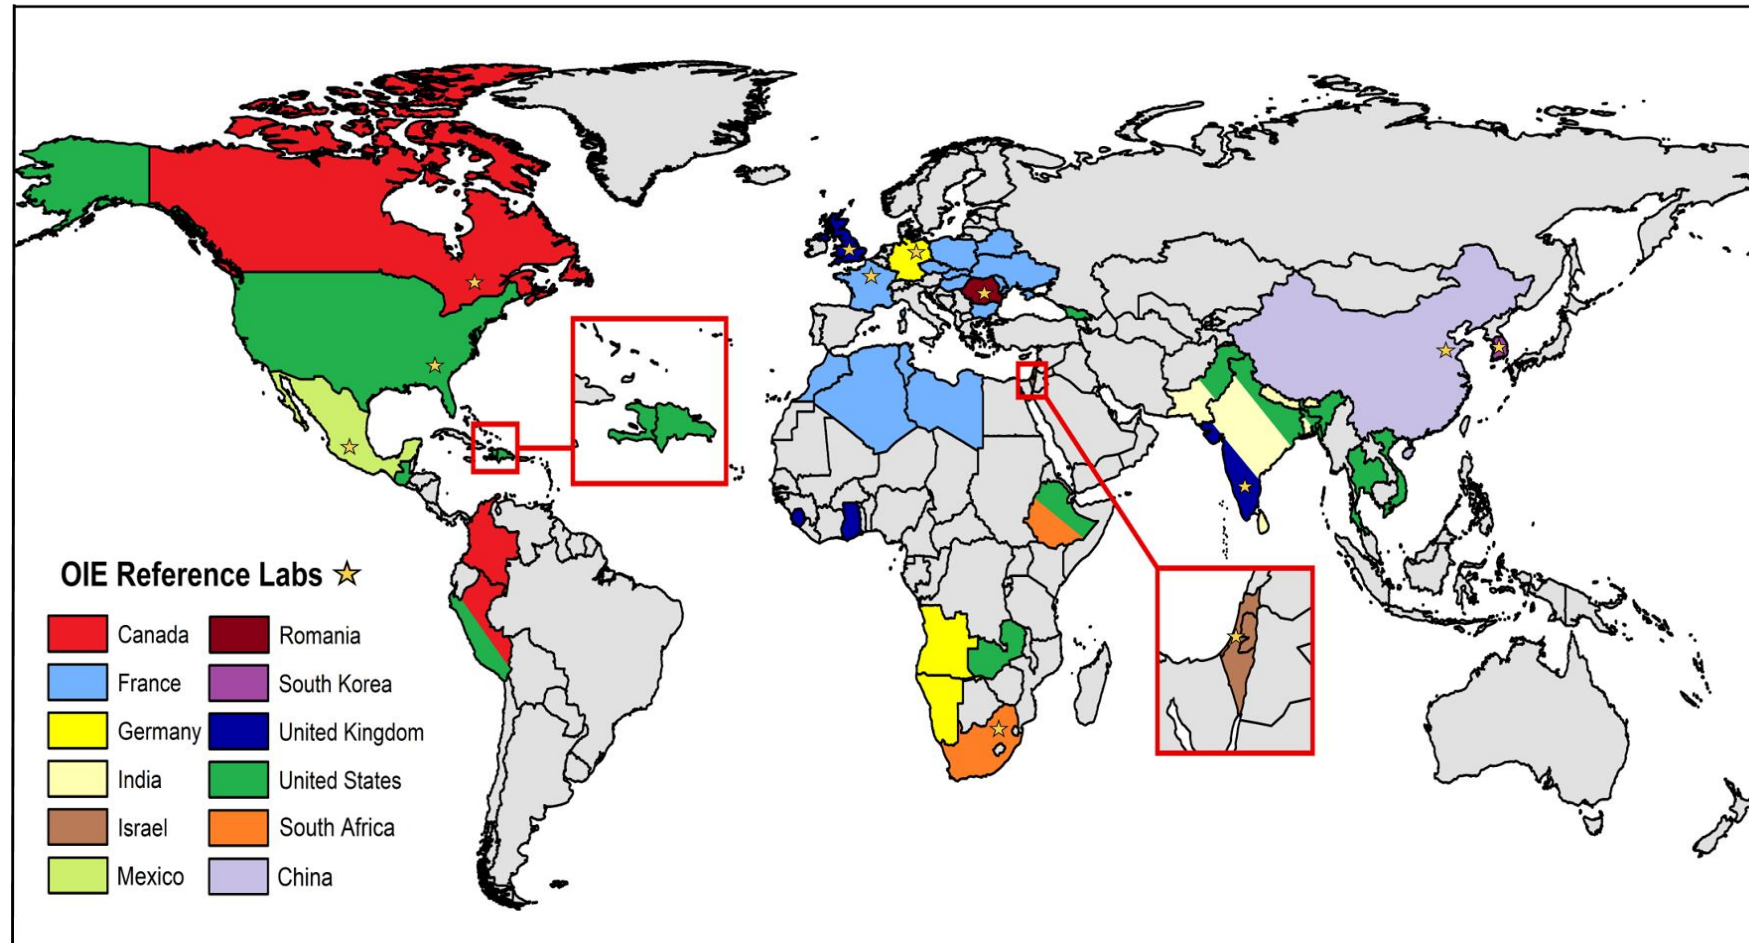 OIE Reference Labs
Canada
Romania
France
South Korea
Germany
United Kingdom
India
United States
Israel
South Africa
Mexico
China